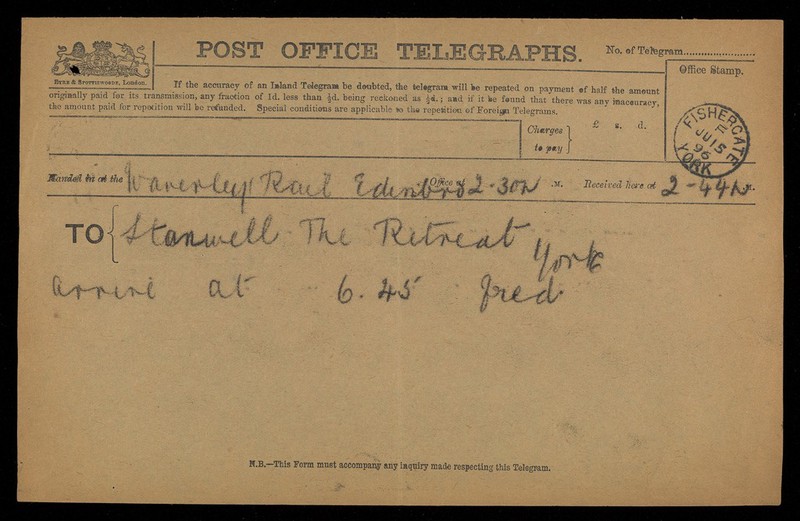 POST OFFICE TELEGRAPHS.
No. of Telegram
Office Stamp.
EYRE & SPOTTISWOODE, London.
If the accuracy of an Inland Telegram be doubted, the telegram will be repeated on payment of half the amount
originally paid for its transmission, any fraction of 1d. less than ½d. being reckoned as ½d.; and if it be found that there was any inaccuracy,
the amount paid for repetition will be refunded. Special conditions are applicable to the repetition of Foreign Telegrams.
Charges
to pay
£ s. d.
FISHERGATE
JU 15
96
YORK
Handed in at the Waverley Rail Edinbro Office at 2-30 M. Received here at 2-44 M.
TO { Stanwell The Retreat York
arrive at 6.45 fred
N.B.—This Form must accompany any inquiry made respecting this Telegram.